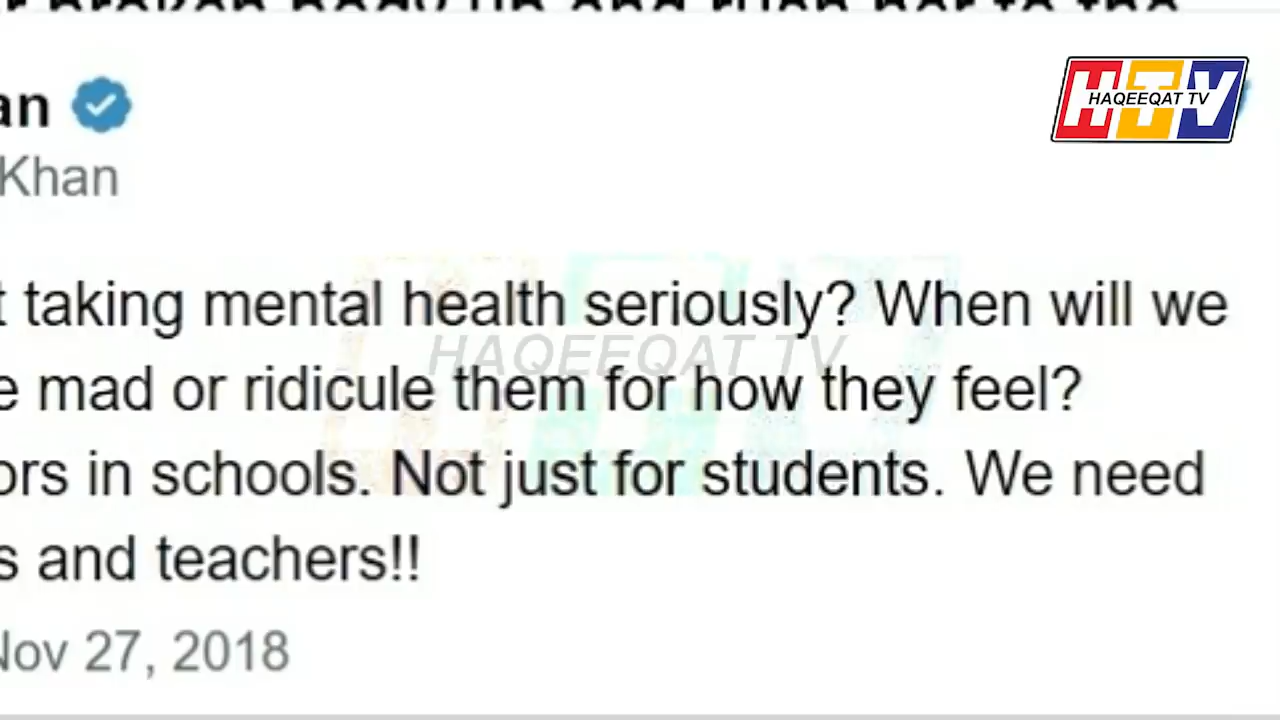 an
HAQEEQAT TV
Khan
taking mental health seriously? When will we
HAQEEQAT TV
e mad or ridicule them for how they feel?
ors in schools. Not just for students. We need
s and teachers!!
Nov 27, 2018